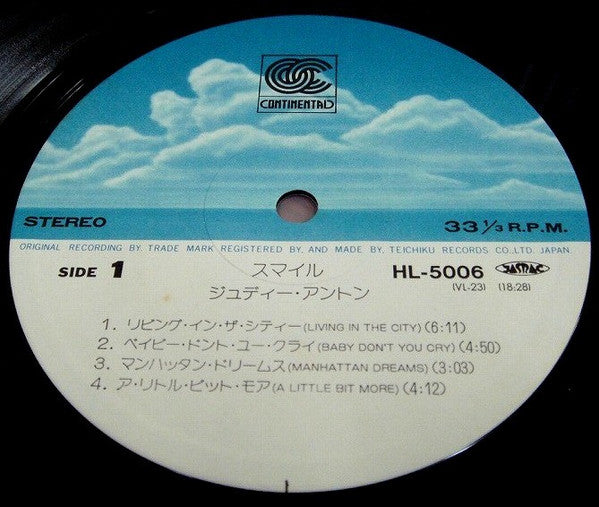 CONTINENTAL
STEREO
33 1/3 R.P.M.
ORIGINAL RECORDING BY, TRADE MARK REGISTERED BY, AND MADE BY, TEICHIKU RECORDS CO.,LTD. JAPAN.
SIDE 1
スマイル
HL-5006
JASRAC
ジュディー・アントン
(VL-23) (18:28)
1. リビング・イン・ザ・シティー(LIVING IN THE CITY)(6:11)
2. ベイビー・ドント・ユー・クライ(BABY DON'T YOU CRY)(4:50)
3. マンハッタン・ドリームス(MANHATTAN DREAMS)(3:03)
4. ア・リトル・ビット・モア(A LITTLE BIT MORE)(4:12)